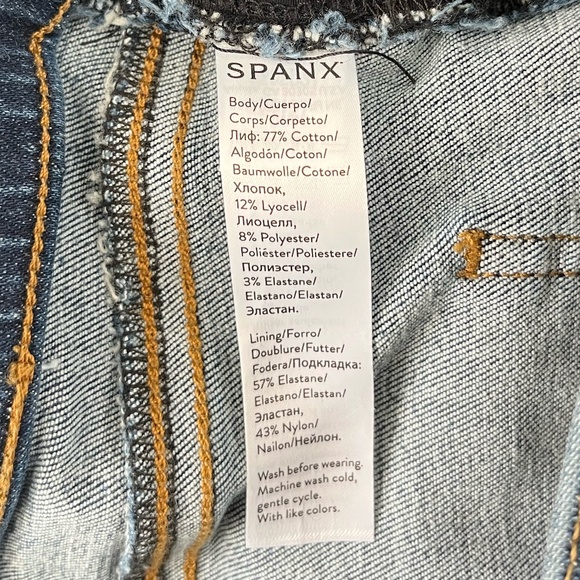 SPANX
Body/Cuerpo/
Corps/Corpetto/
Лиф: 77% Cotton/
Algodón/Coton/
Baumwolle/Cotone/
Хлопок,
12% Lyocell/
Лиоцелл,
8% Polyester/
Poliéster/Poliestere/
Полиэстер,
3% Elastane/
Elastano/Elastan/
Эластан.
Lining/Forro/
Doublure/Futter/
Fodera/Подкладка:
57% Elastane/
Elastano/Elastan/
Эластан,
43% Nylon/
Nailon/Нейлон.
Wash before wearing.
Machine wash cold,
gentle cycle.
With like colors.